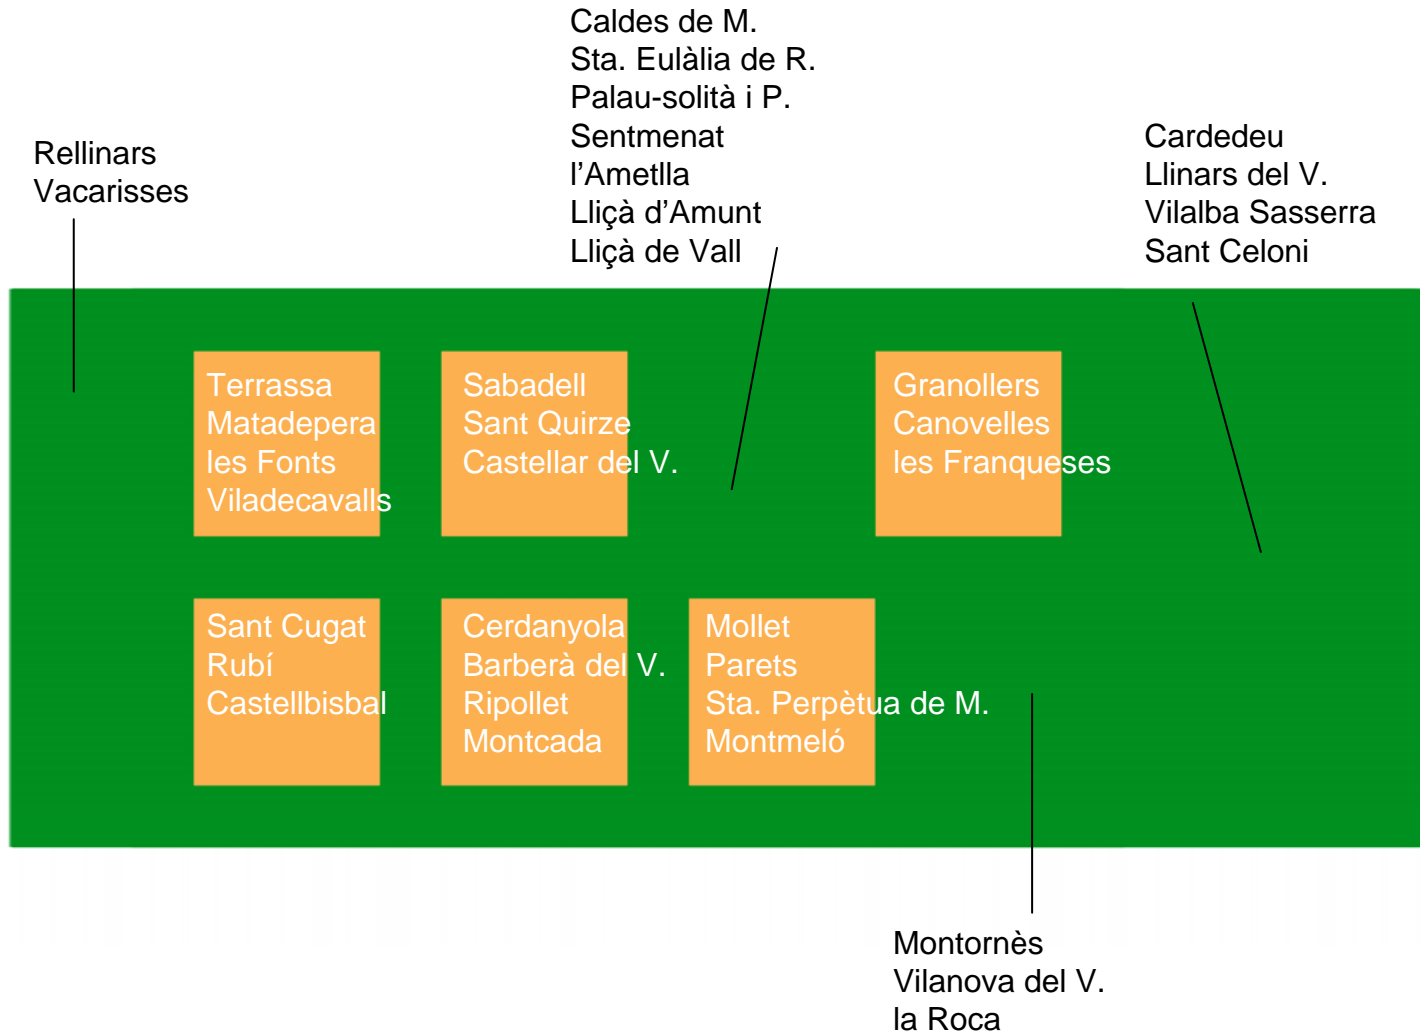 Caldes de M.
Sta. Eulàlia de R.
Palau-solità i P.
Sentmenat
l’Ametlla
Lliçà d’Amunt
Lliçà de Vall
Rellinars
Vacarisses
Cardedeu
Llinars del V.
Vilalba Sasserra
Sant Celoni
Terrassa
Matadepera
les Fonts
Viladecavalls
Sabadell
Sant Quirze
Castellar del V.
Granollers
Canovelles
les Franqueses
Sant Cugat
Rubí
Castellbisbal
Cerdanyola
Barberà del V.
Ripollet
Montcada
Mollet
Parets
Sta. Perpètua de M.
Montmeló
Montornès
Vilanova del V.
la Roca